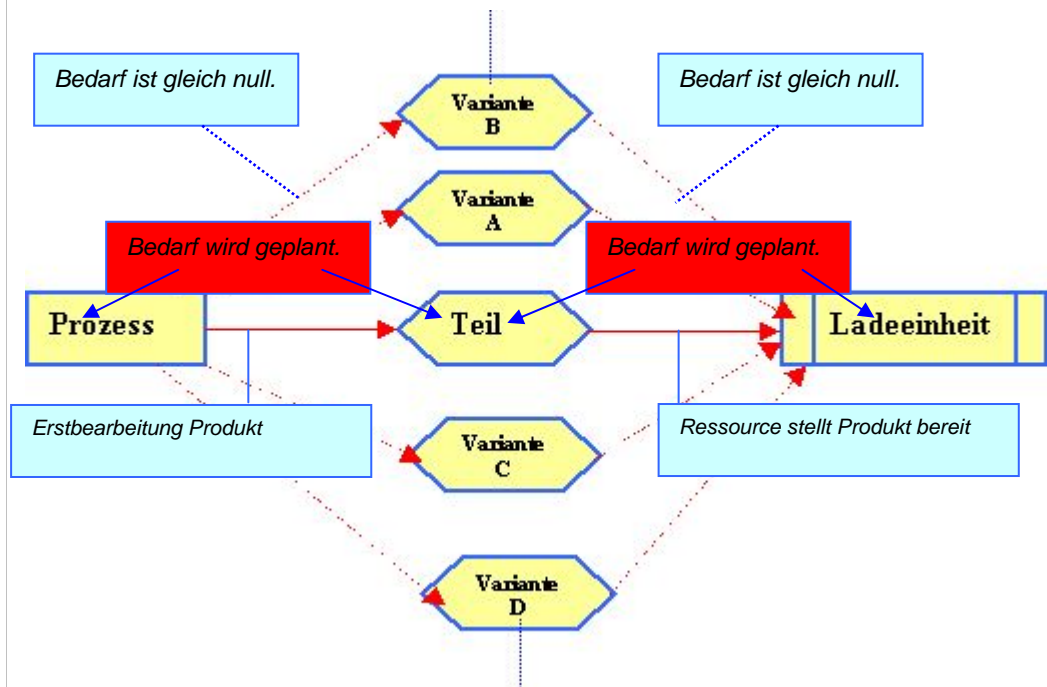 Bedarf ist gleich null.
Bedarf ist gleich null.
Variante
B
Variante
A
Bedarf wird geplant.
Bedarf wird geplant.
Prozess
Teil
Ladeeinheit
Erstbearbeitung Produkt
Ressource stellt Produkt bereit
Variante
C
Variante
D